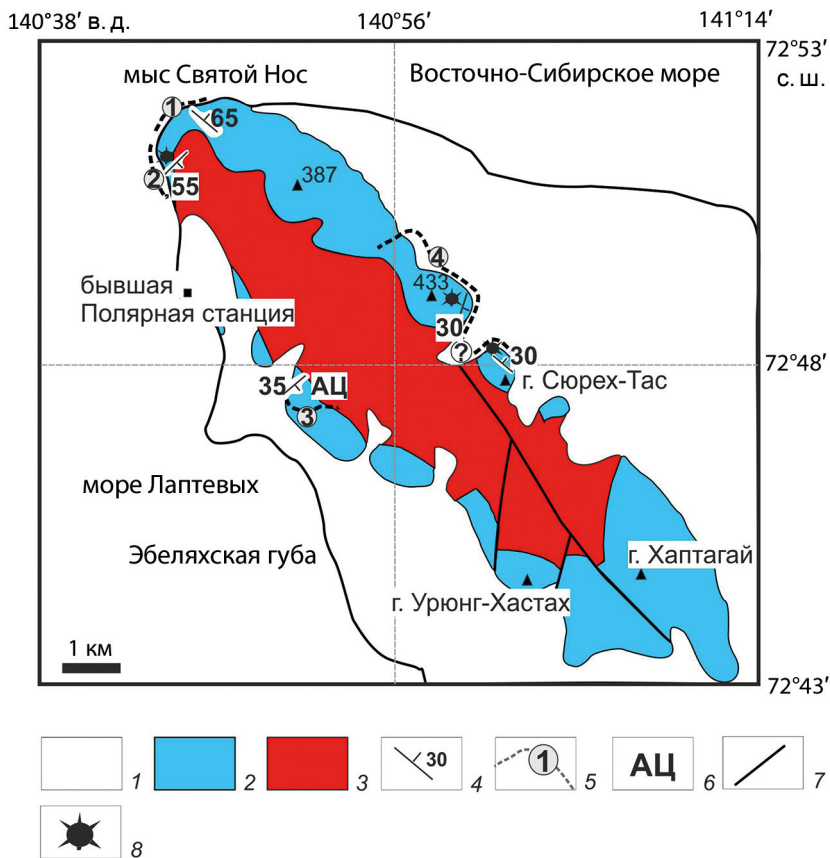 140°38′ в. д.
140°56′
141°14′
72°53′
с. ш.
мыс Святой Нос
Восточно-Сибирское море
1
65
387
2
55
4
433
бывшая
Полярная станция
30
?
30
72°48′
35
АЦ
г. Сюрех-Тас
3
море Лаптевых
Эбеляхская губа
г. Хаптагай
г. Урюнг-Хастах
1 км
72°43′
1
2
3
30
4
1
5
АЦ
6
7
8